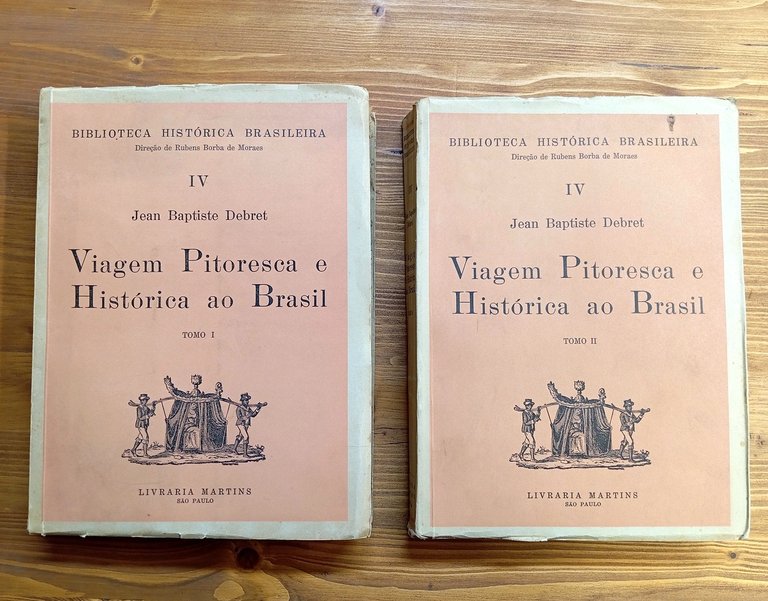 BIBLIOTECA HISTÓRICA BRASILEIRA
Direção de Rubens Borba de Moraes
IV
Jean Baptiste Debret
Viagem Pitoresca e
Histórica ao Brasil
TOMO I
LIVRARIA MARTINS
SÃO PAULO
BIBLIOTECA HISTÓRICA BRASILEIRA
Direção de Rubens Borba de Moraes
IV
Jean Baptiste Debret
Viagem Pitoresca e
Histórica ao Brasil
TOMO II
LIVRARIA MARTINS
SÃO PAULO